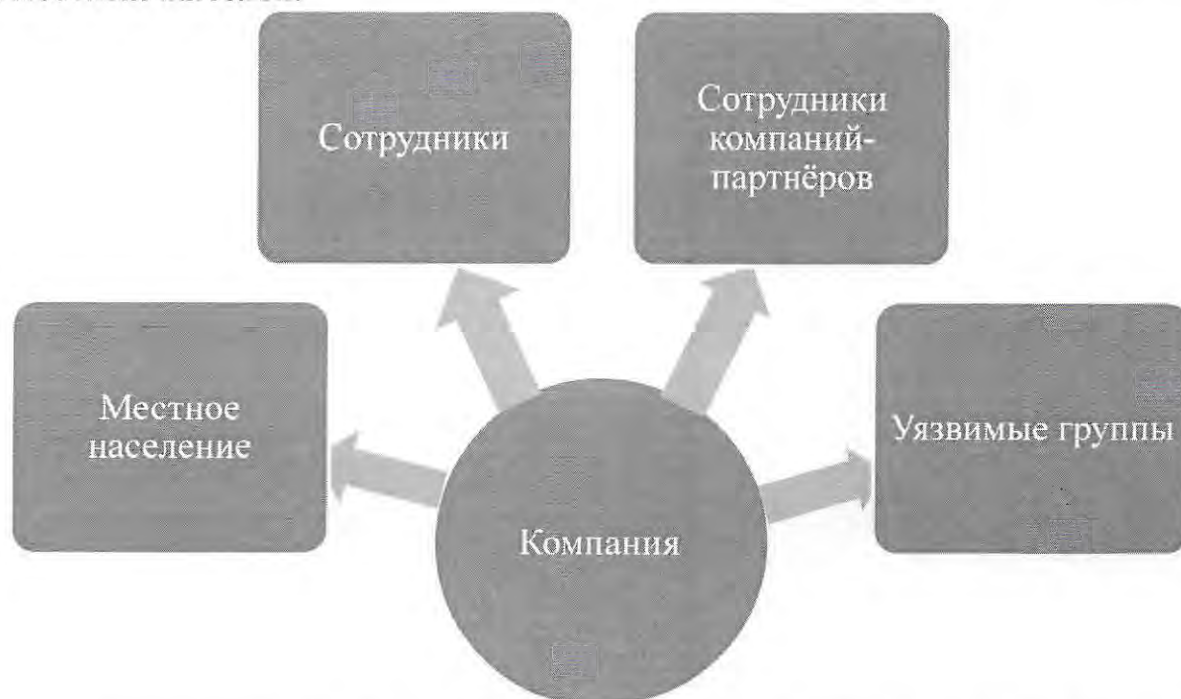 Сотрудники
Сотрудники
компаний-
партнёров
Местное
население
Уязвимые группы
Компания